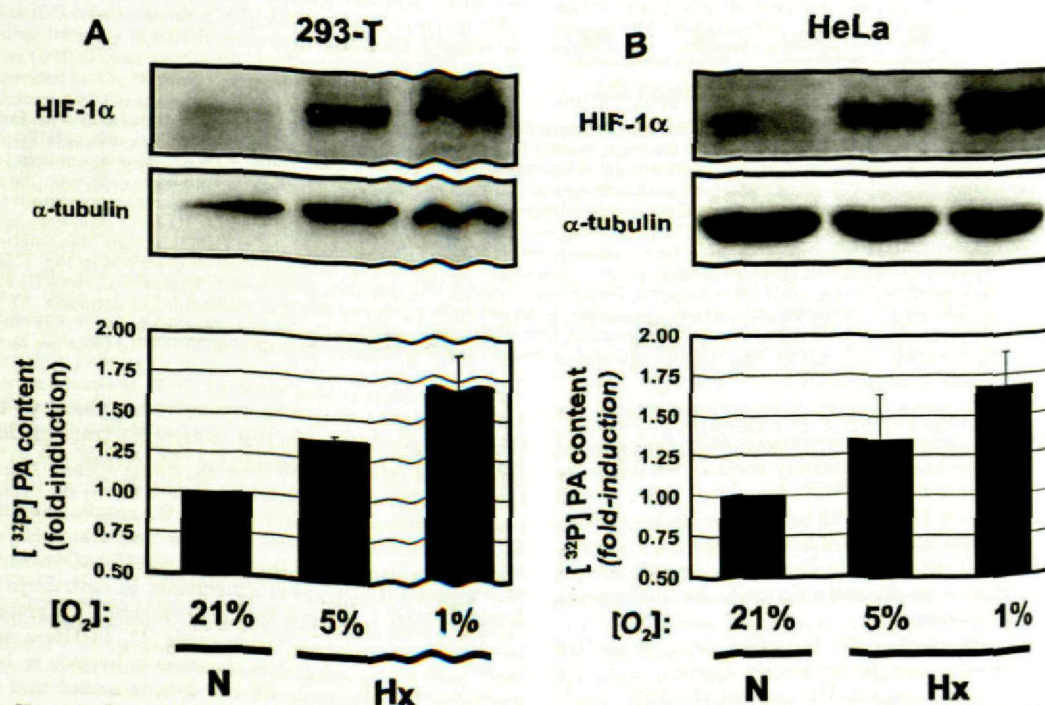 A
293-T
HIF-1α
α-tubulin
[³²P] PA content
(fold-induction)
2.00
1.75
1.50
1.25
1.00
0.75
0.50
[O₂]: 21% 5% 1%
N Hx
B
HeLa
HIF-1α
α-tubulin
[³²P] PA content
(fold-induction)
2.00
1.75
1.50
1.25
1.00
0.75
0.50
[O₂]: 21% 5% 1%
N Hx